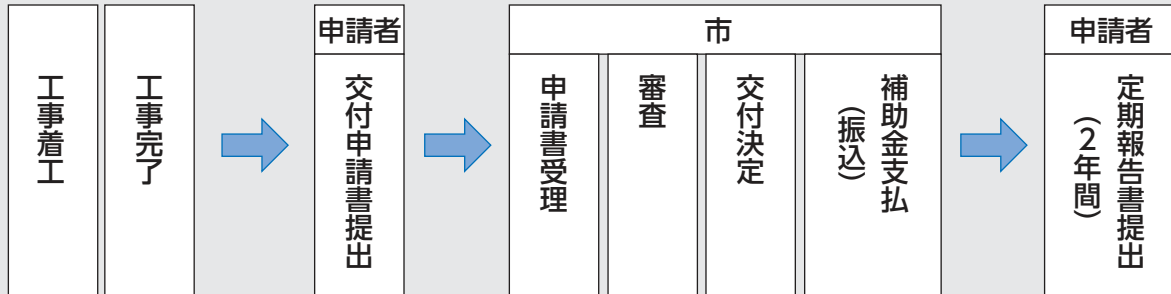 工事着工
工事完了
申請者
交付申請書提出
市
申請書受理
審査
交付決定
補助金支払
（振込）
申請者
定期報告書提出
（２年間）